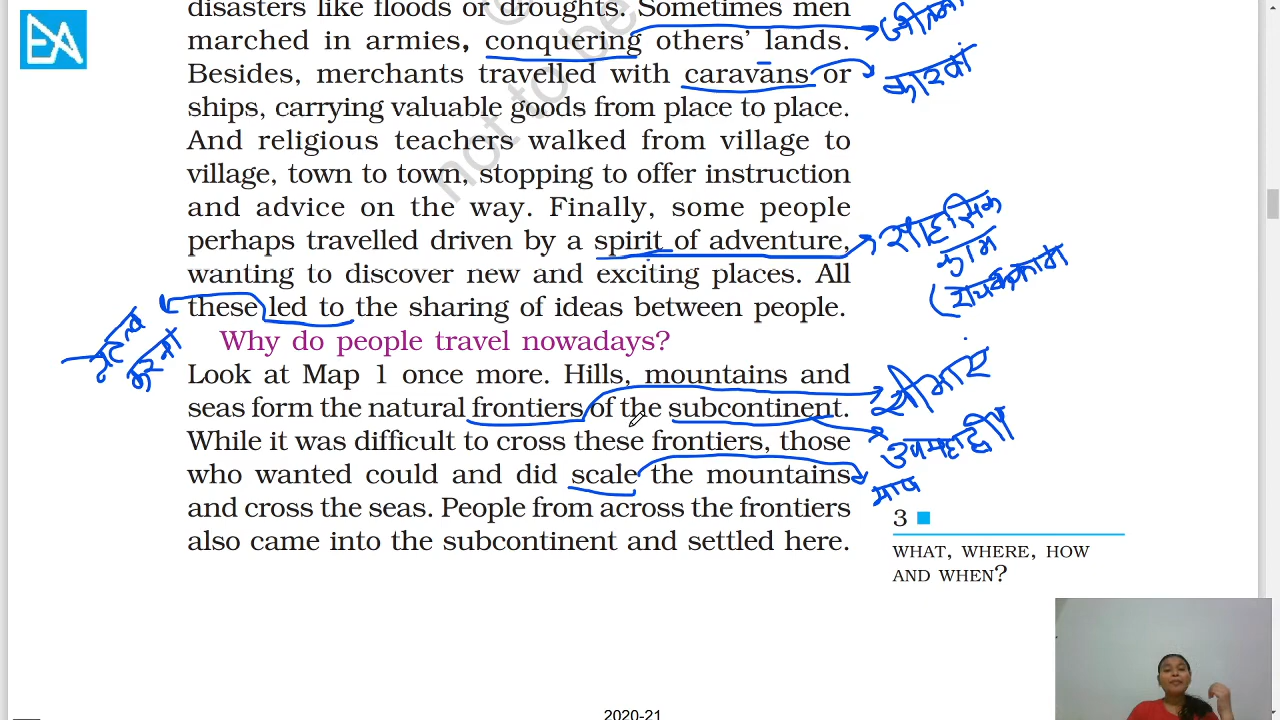 EA
disasters like floods or droughts. Sometimes men
marched in armies, conquering others' lands.
Besides, merchants travelled with caravans or
ships, carrying valuable goods from place to place.
And religious teachers walked from village to
village, town to town, stopping to offer instruction
and advice on the way. Finally, some people
perhaps travelled driven by a spirit of adventure,
wanting to discover new and exciting places. All
these led to the sharing of ideas between people.
Why do people travel nowadays?
Look at Map 1 once more. Hills, mountains and
seas form the natural frontiers of the subcontinent.
While it was difficult to cross these frontiers, those
who wanted could and did scale the mountains
and cross the seas. People from across the frontiers
also came into the subcontinent and settled here.
not to be
जीतना
कारवां
साहसिक
काम
नेतृत्व
करना
सीमाएं
उपमहाद्वीप
माप
3
WHAT, WHERE, HOW
AND WHEN?
2020-21